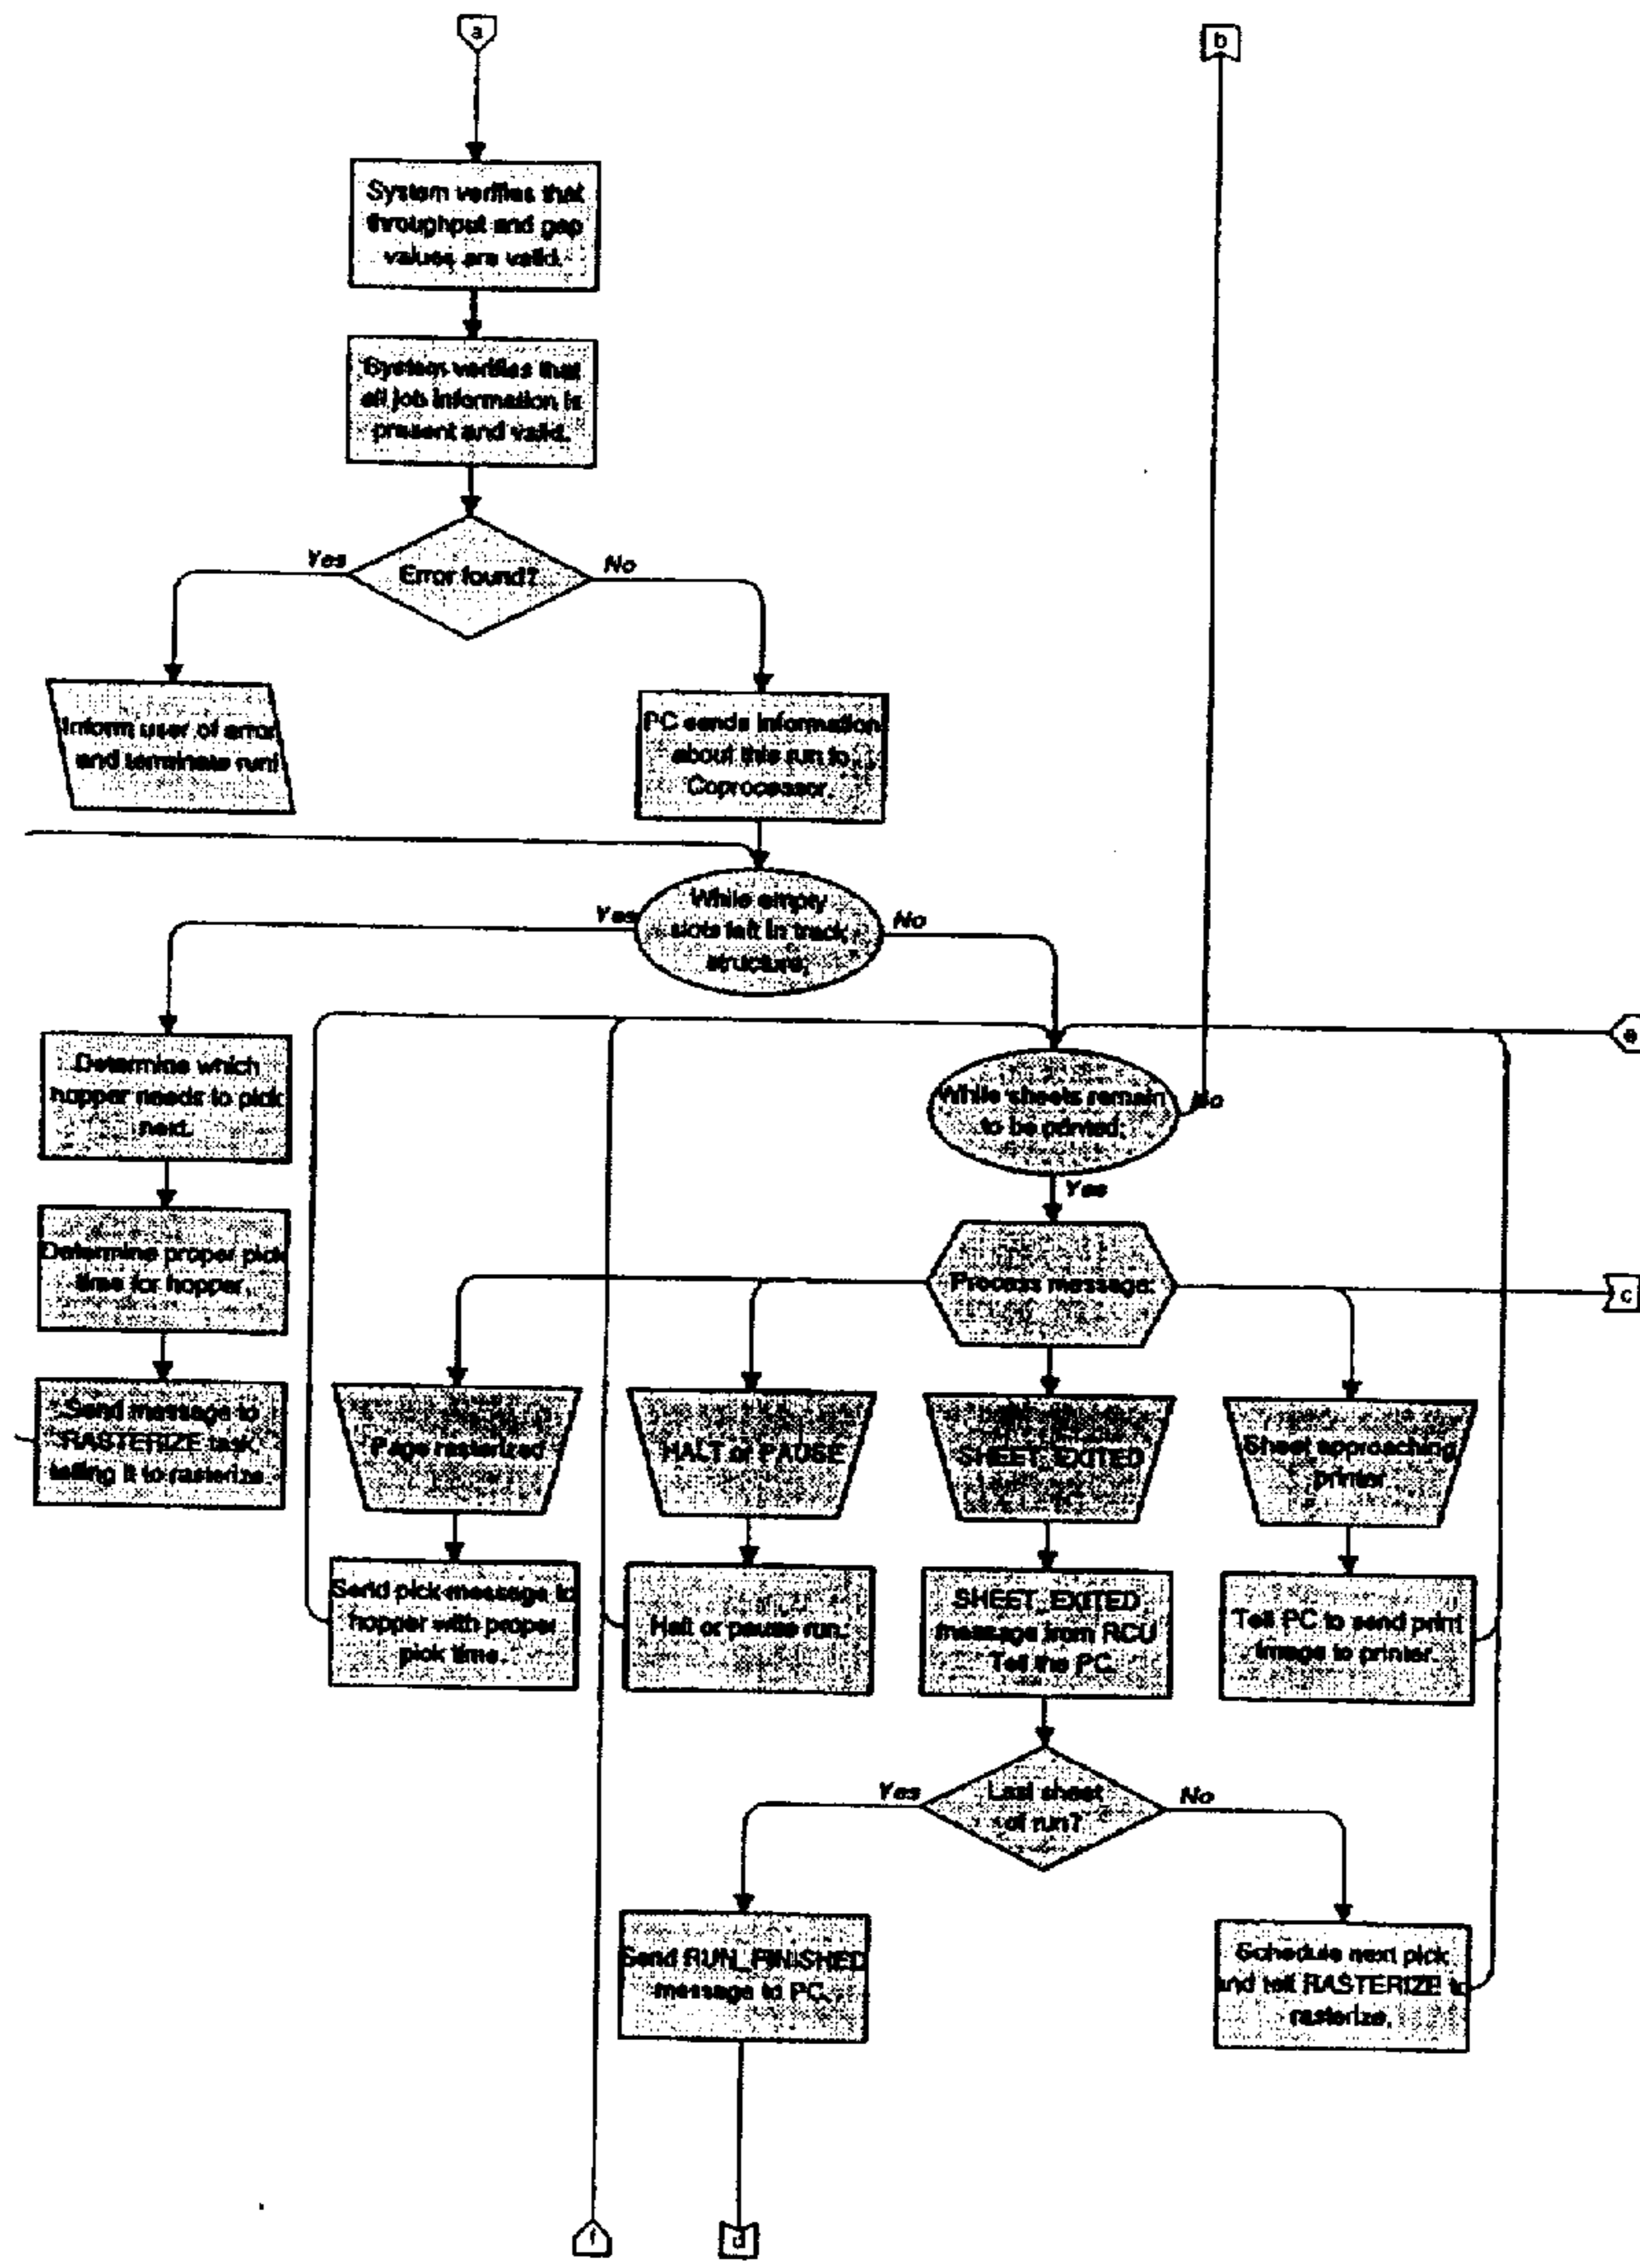 a
b
System verifies that
throughput and gap
values are valid.
System verifies that
all job information is
present and valid.
Error found?
Yes
No
Inform user of error
and terminate run!
PC sends information
about this run to
Coprocessor.
While empty
slots left in track
structure,
Yes
No
e
Determine which
hopper needs to pick
next.
While sheets remain
to be printed,
No
Yes
Determine proper pick
time for hopper.
Process message:
c
Send message to
RASTERIZE task
telling it to rasterize
Page rasterized
HALT or PAUSE
SHEET_EXITED
Sheet approaching
printer
Send pick message to
hopper with proper
pick time.
Halt or pause run.
SHEET_EXITED
message from RCU
Tell the PC.
Tell PC to send print
image to printer.
Last sheet
of run?
Yes
No
Send RUN_FINISHED
message to PC.
Schedule next pick
and tell RASTERIZE to
rasterize.
f
d